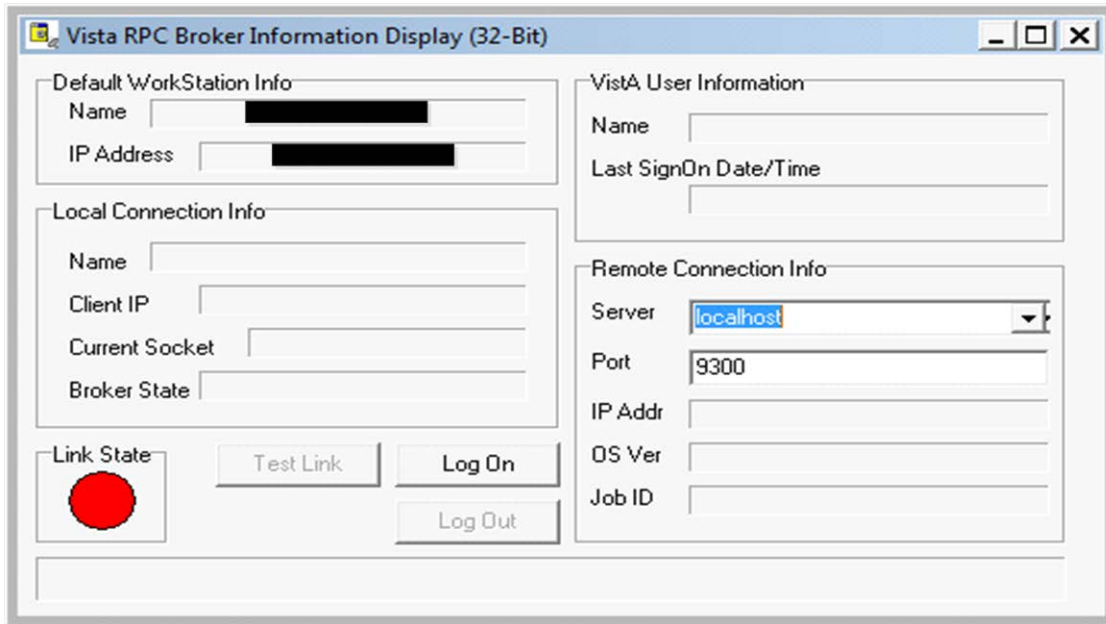 Vista RPC Broker Information Display (32-Bit)
Default WorkStation Info
Name
IP Address
Local Connection Info
Name
Client IP
Current Socket
Broker State
Link State
Test Link
Log On
Log Out
VistA User Information
Name
Last SignOn Date/Time
Remote Connection Info
Server localhost
Port 9300
IP Addr
OS Ver
Job ID